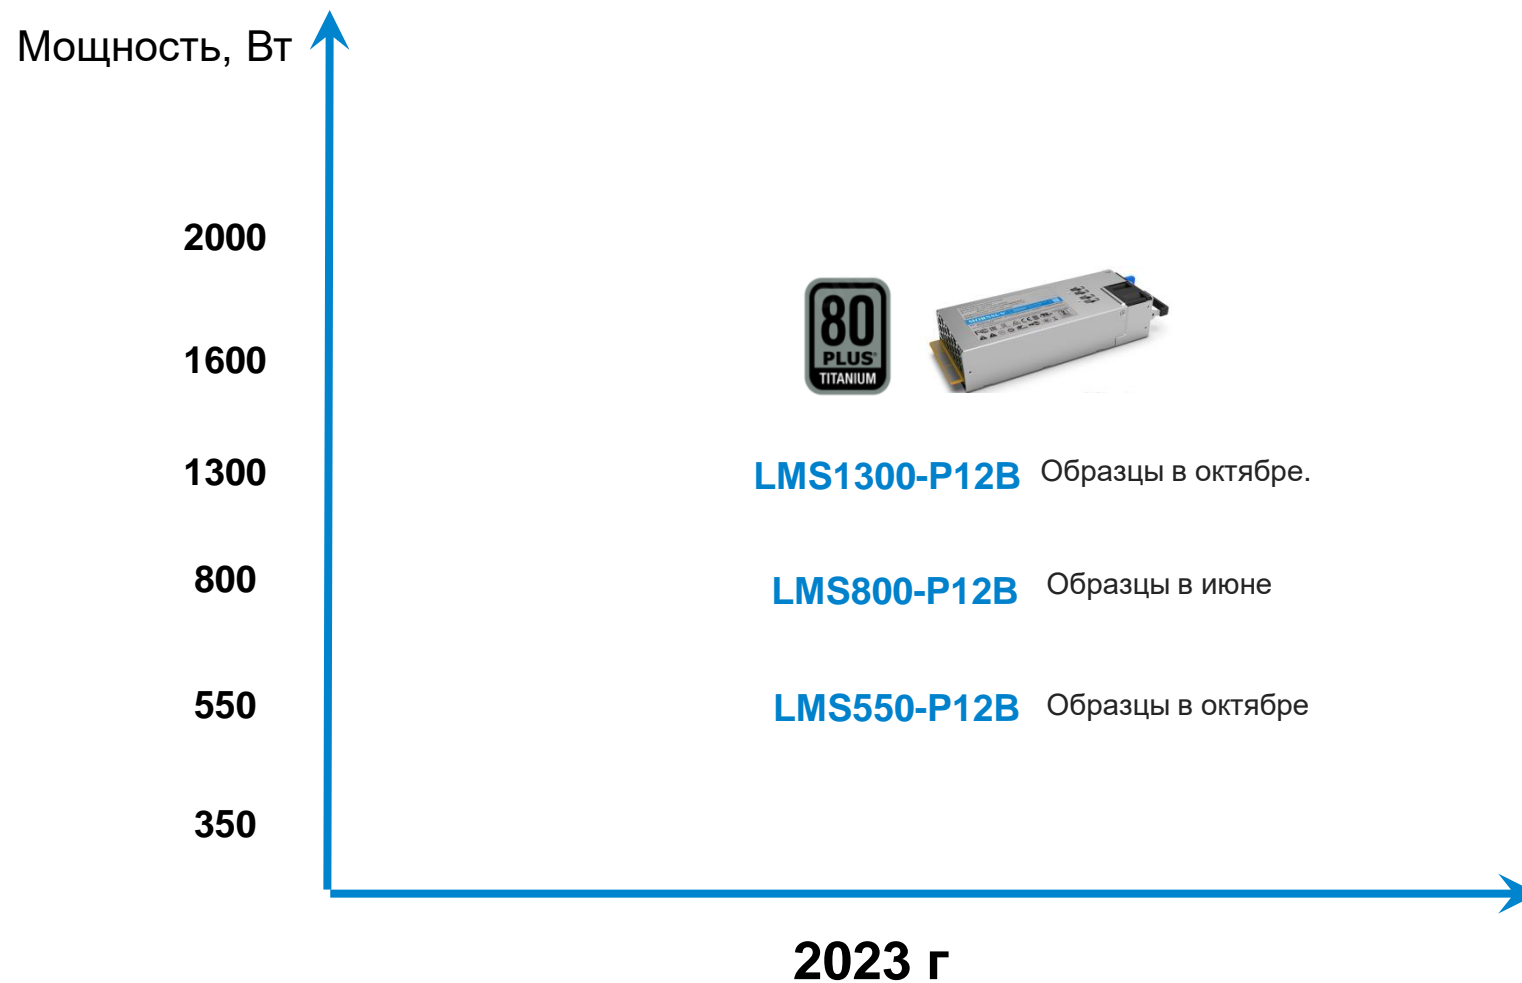 Мощность, Вт
2000
80
PLUS
TITANIUM
1600
1300
LMS1300-P12B Образцы в октябре.
800
LMS800-P12B Образцы в июне
550
LMS550-P12B Образцы в октябре
350
2023 г